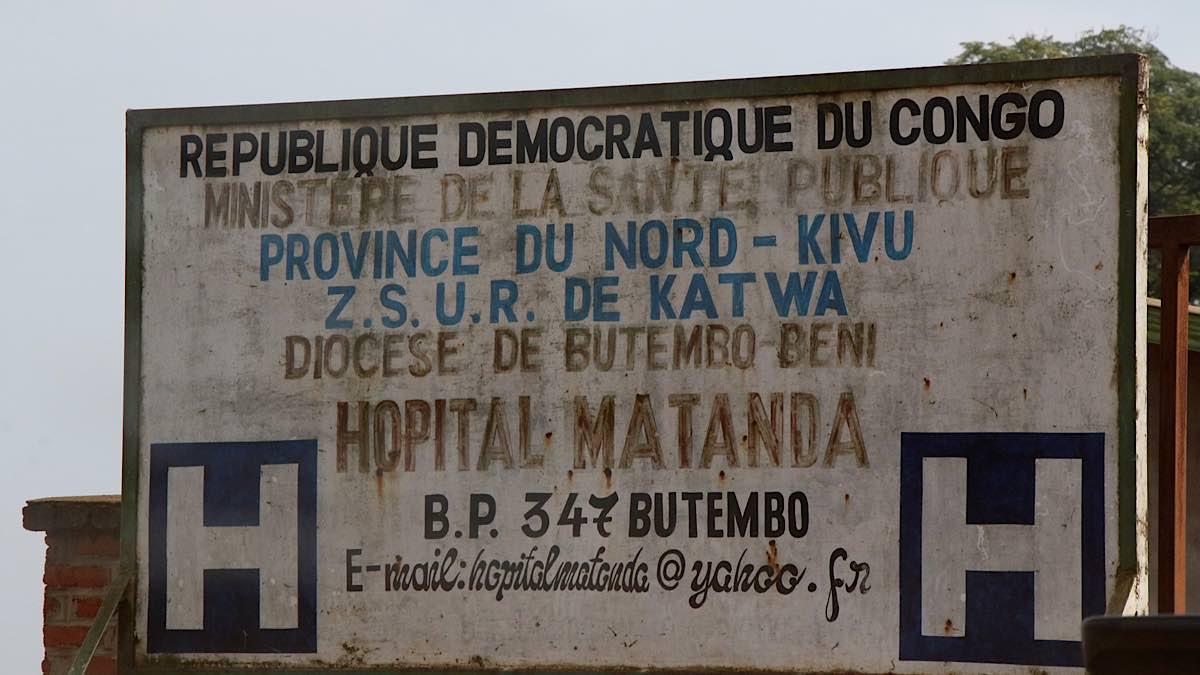 REPUBLIQUE DEMOCRATIQUE DU CONGO
MINISTÈRE DE LA SANTE PUBLIQUE
PROVINCE DU NORD - KIVU
Z.S.U.R. DE KATWA
DIOCESE DE BUTEMBO-BENI
HOPITAL MATANDA
B.P. 347 BUTEMBO
E-mail: hopitalmatanda@yahoo.fr
H H